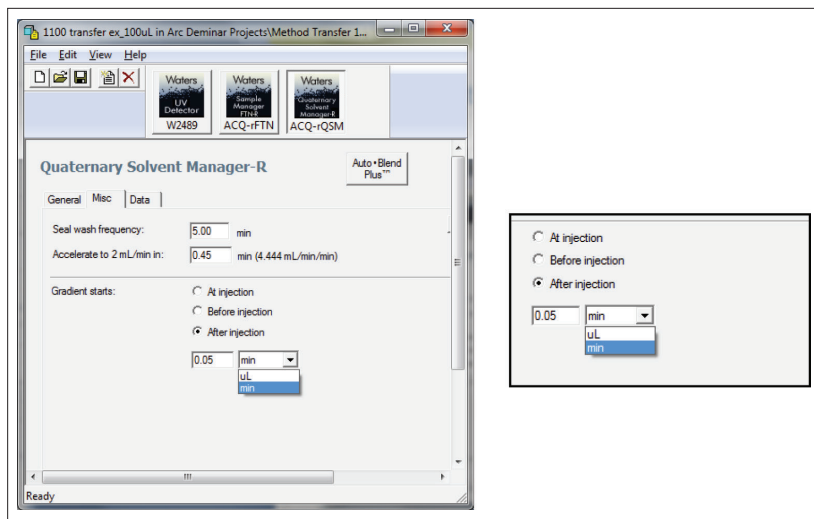 1100 transfer ex_100uL in Arc Deminar Projects\Method Transfer 1...
File Edit View Help
Waters
UV
Detector
W2489
Waters
Sample
Manager
FTN-R
ACQ-rFTN
Waters
Quaternary
Solvent
Manager-R
ACQ-rQSM
Quaternary Solvent Manager-R
Auto•Blend
Plus™
General Misc Data
Seal wash frequency: 5.00 min
Accelerate to 2 mL/min in: 0.45 min (4.444 mL/min/min)
Gradient starts: At injection
Before injection
After injection
0.05 min
uL
min
Ready
At injection
Before injection
After injection
0.05 min
uL
min